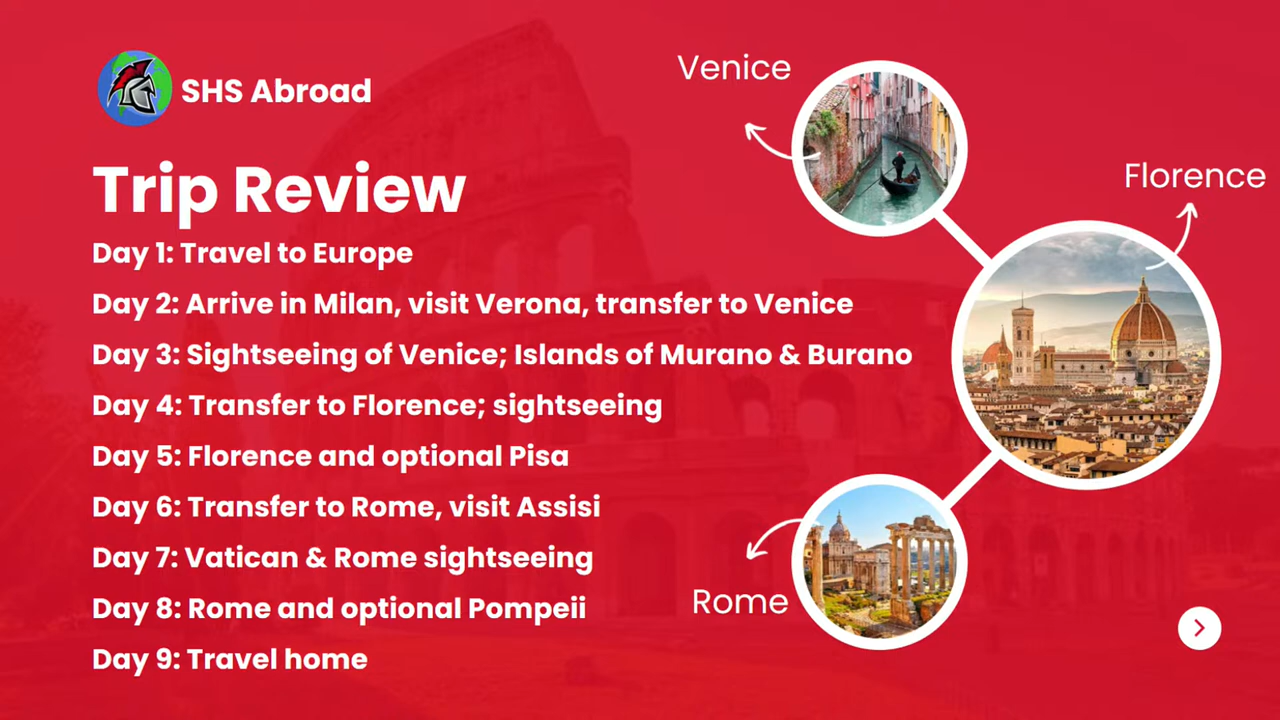 SHS Abroad
Trip Review
Day 1: Travel to Europe
Day 2: Arrive in Milan, visit Verona, transfer to Venice
Day 3: Sightseeing of Venice; Islands of Murano & Burano
Day 4: Transfer to Florence; sightseeing
Day 5: Florence and optional Pisa
Day 6: Transfer to Rome, visit Assisi
Day 7: Vatican & Rome sightseeing
Day 8: Rome and optional Pompeii
Day 9: Travel home
Venice
Florence
Rome